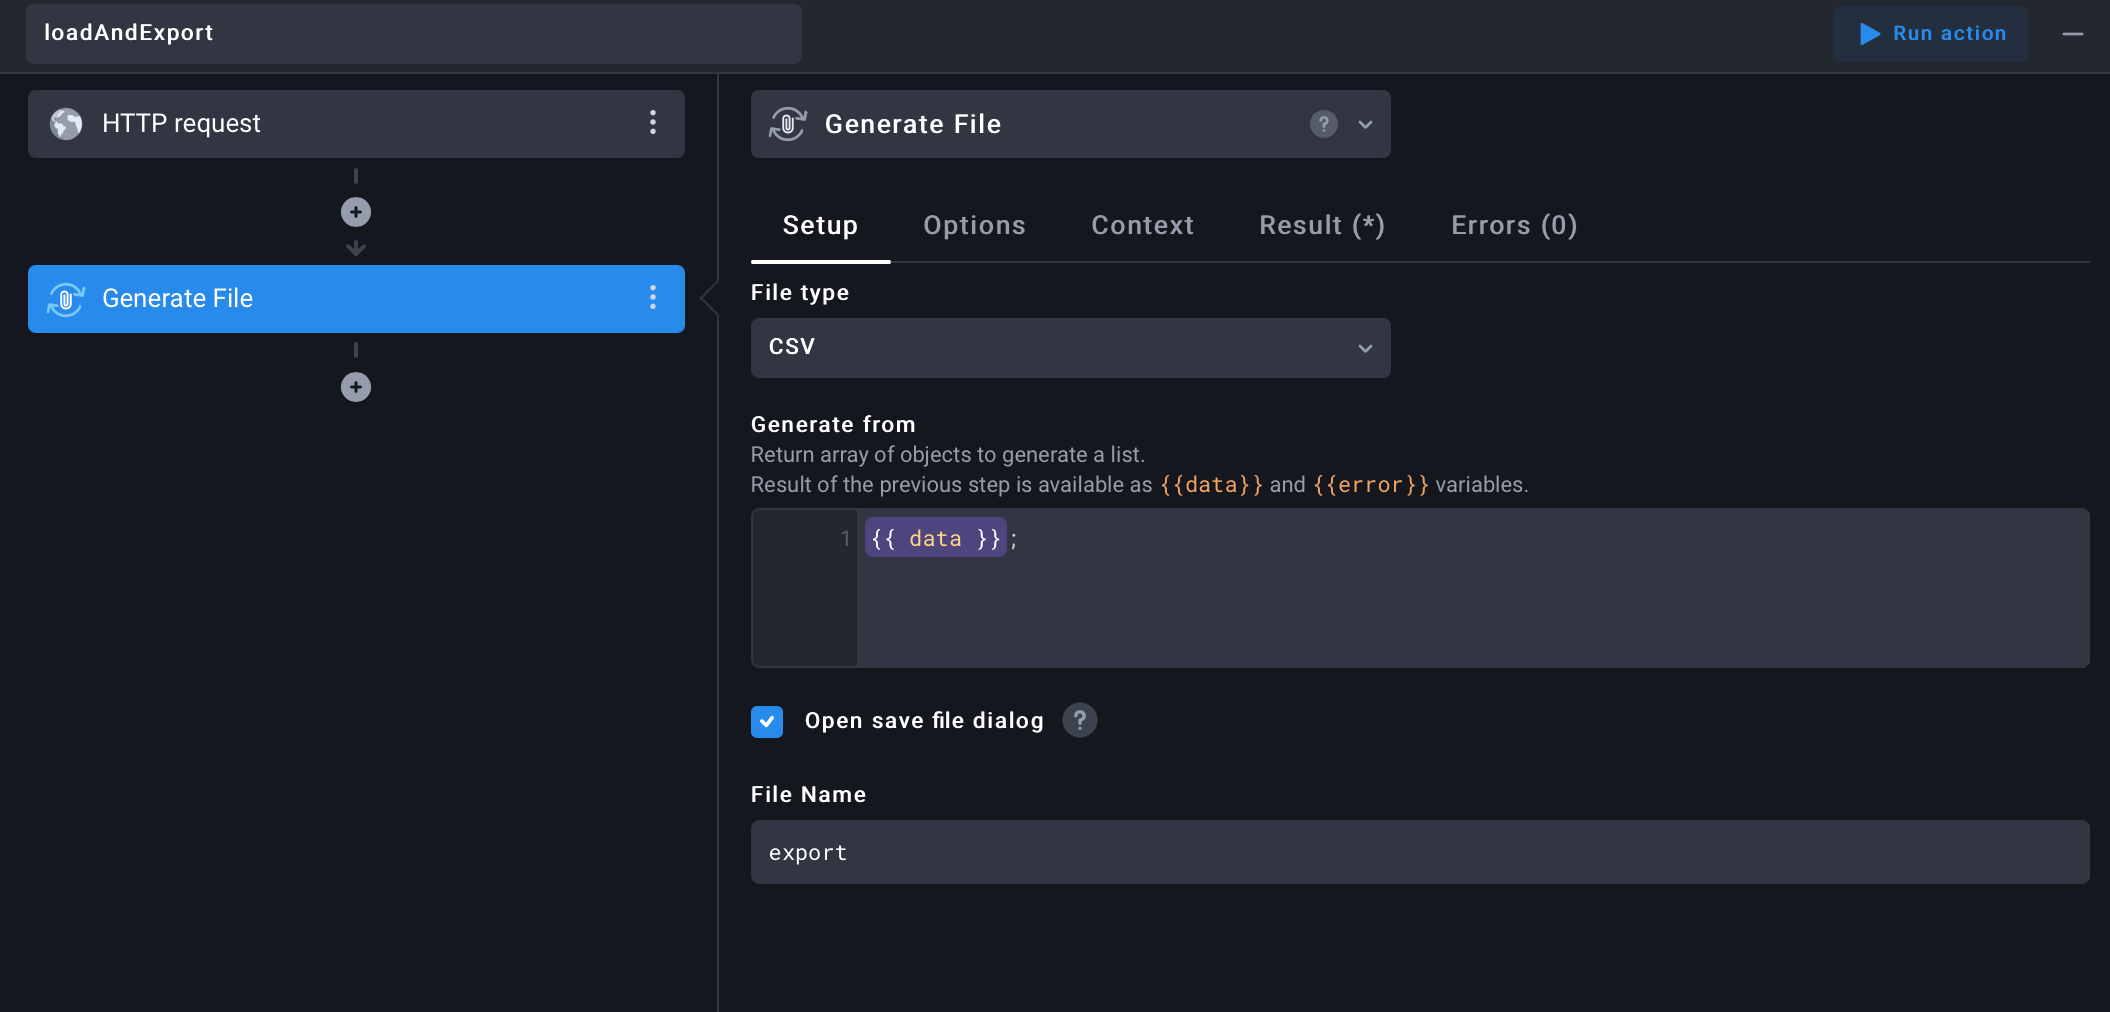 loadAndExport
Run action
HTTP request
Generate File
Generate File
?
Setup Options Context Result (*) Errors (0)
File type
CSV
Generate from
Return array of objects to generate a list.
Result of the previous step is available as {{data}} and {{error}} variables.
1 {{ data }};
Open save file dialog ?
File Name
export